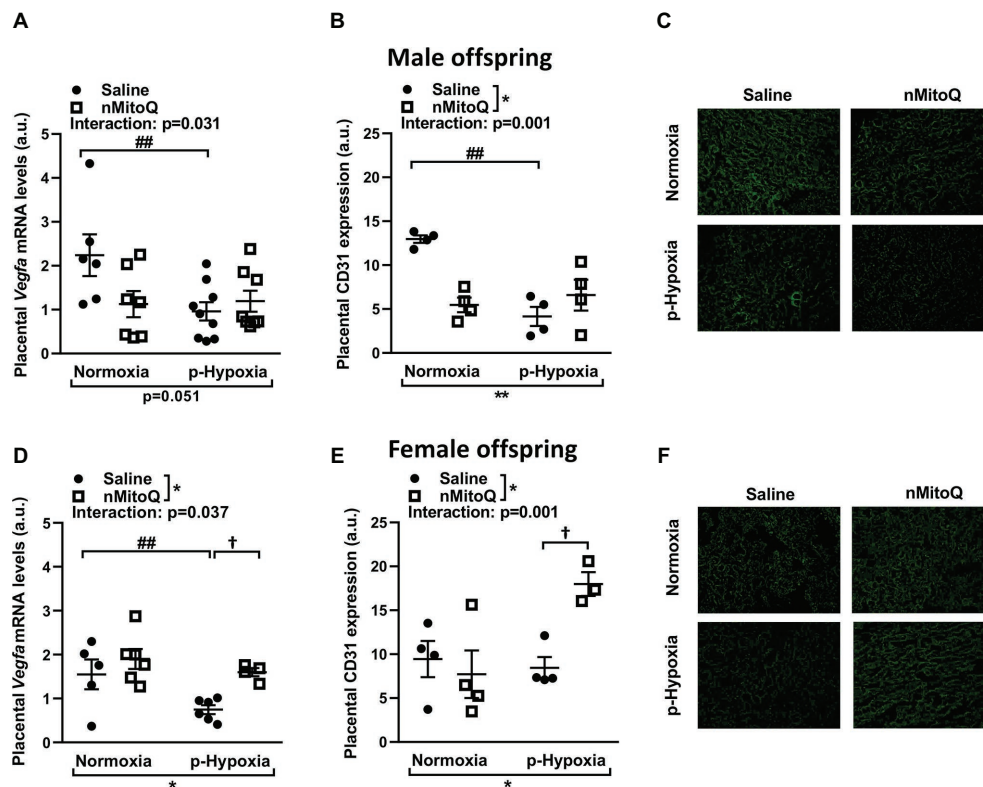 A
B
C
Male offspring
Saline
nMitoQ
Interaction: p=0.031
##
Placental Vegfa mRNA levels (a.u.)
5
4
3
2
1
0
Normoxia
p-Hypoxia
p=0.051
Saline
nMitoQ
*
Interaction: p=0.001
##
Placental CD31 expression (a.u.)
25
20
15
10
5
0
Normoxia
p-Hypoxia
**
Saline
nMitoQ
Normoxia
p-Hypoxia
D
E
F
Female offspring
Saline
nMitoQ
*
Interaction: p=0.037
##
†
Placental VegfamRNA levels (a.u.)
5
4
3
2
1
0
Normoxia
p-Hypoxia
*
Saline
nMitoQ
*
Interaction: p=0.001
†
Placental CD31 expression (a.u.)
25
20
15
10
5
0
Normoxia
p-Hypoxia
*
Saline
nMitoQ
Normoxia
p-Hypoxia